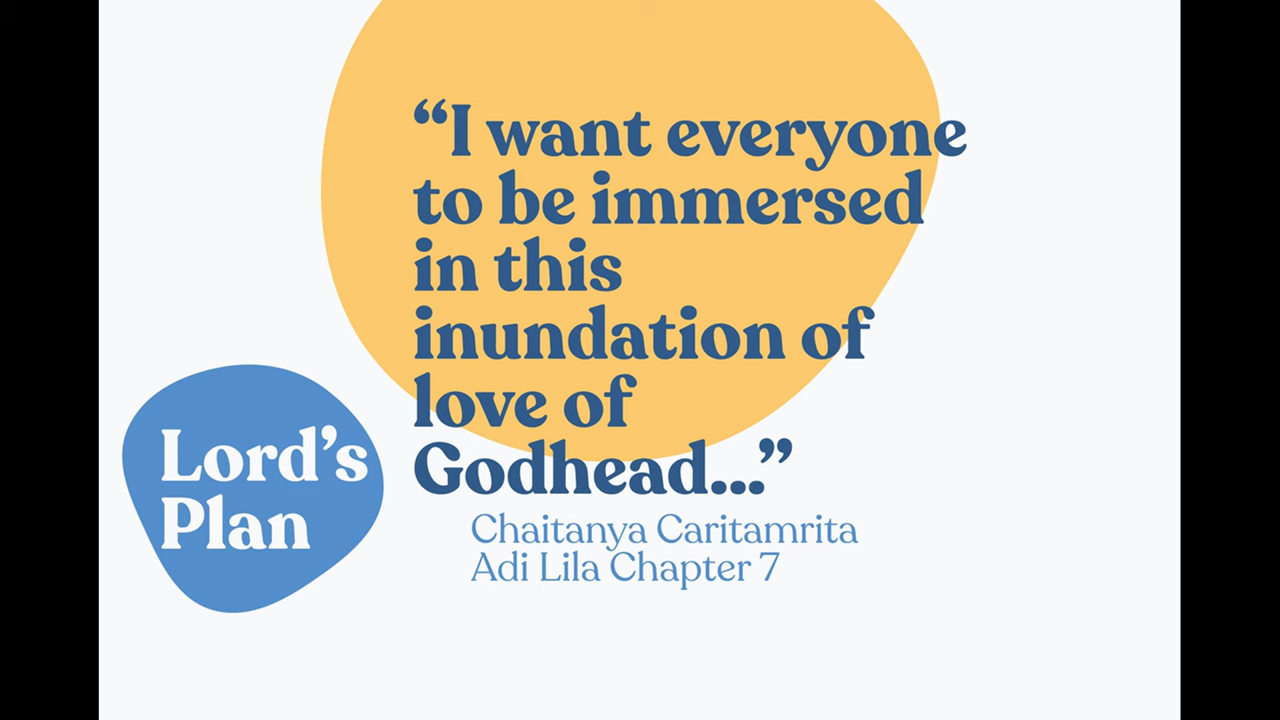 “I want everyone
to be immersed
in this
inundation of
love of
Godhead...”
Chaitanya Caritamrita
Adi Lila Chapter 7
Lord’s
Plan